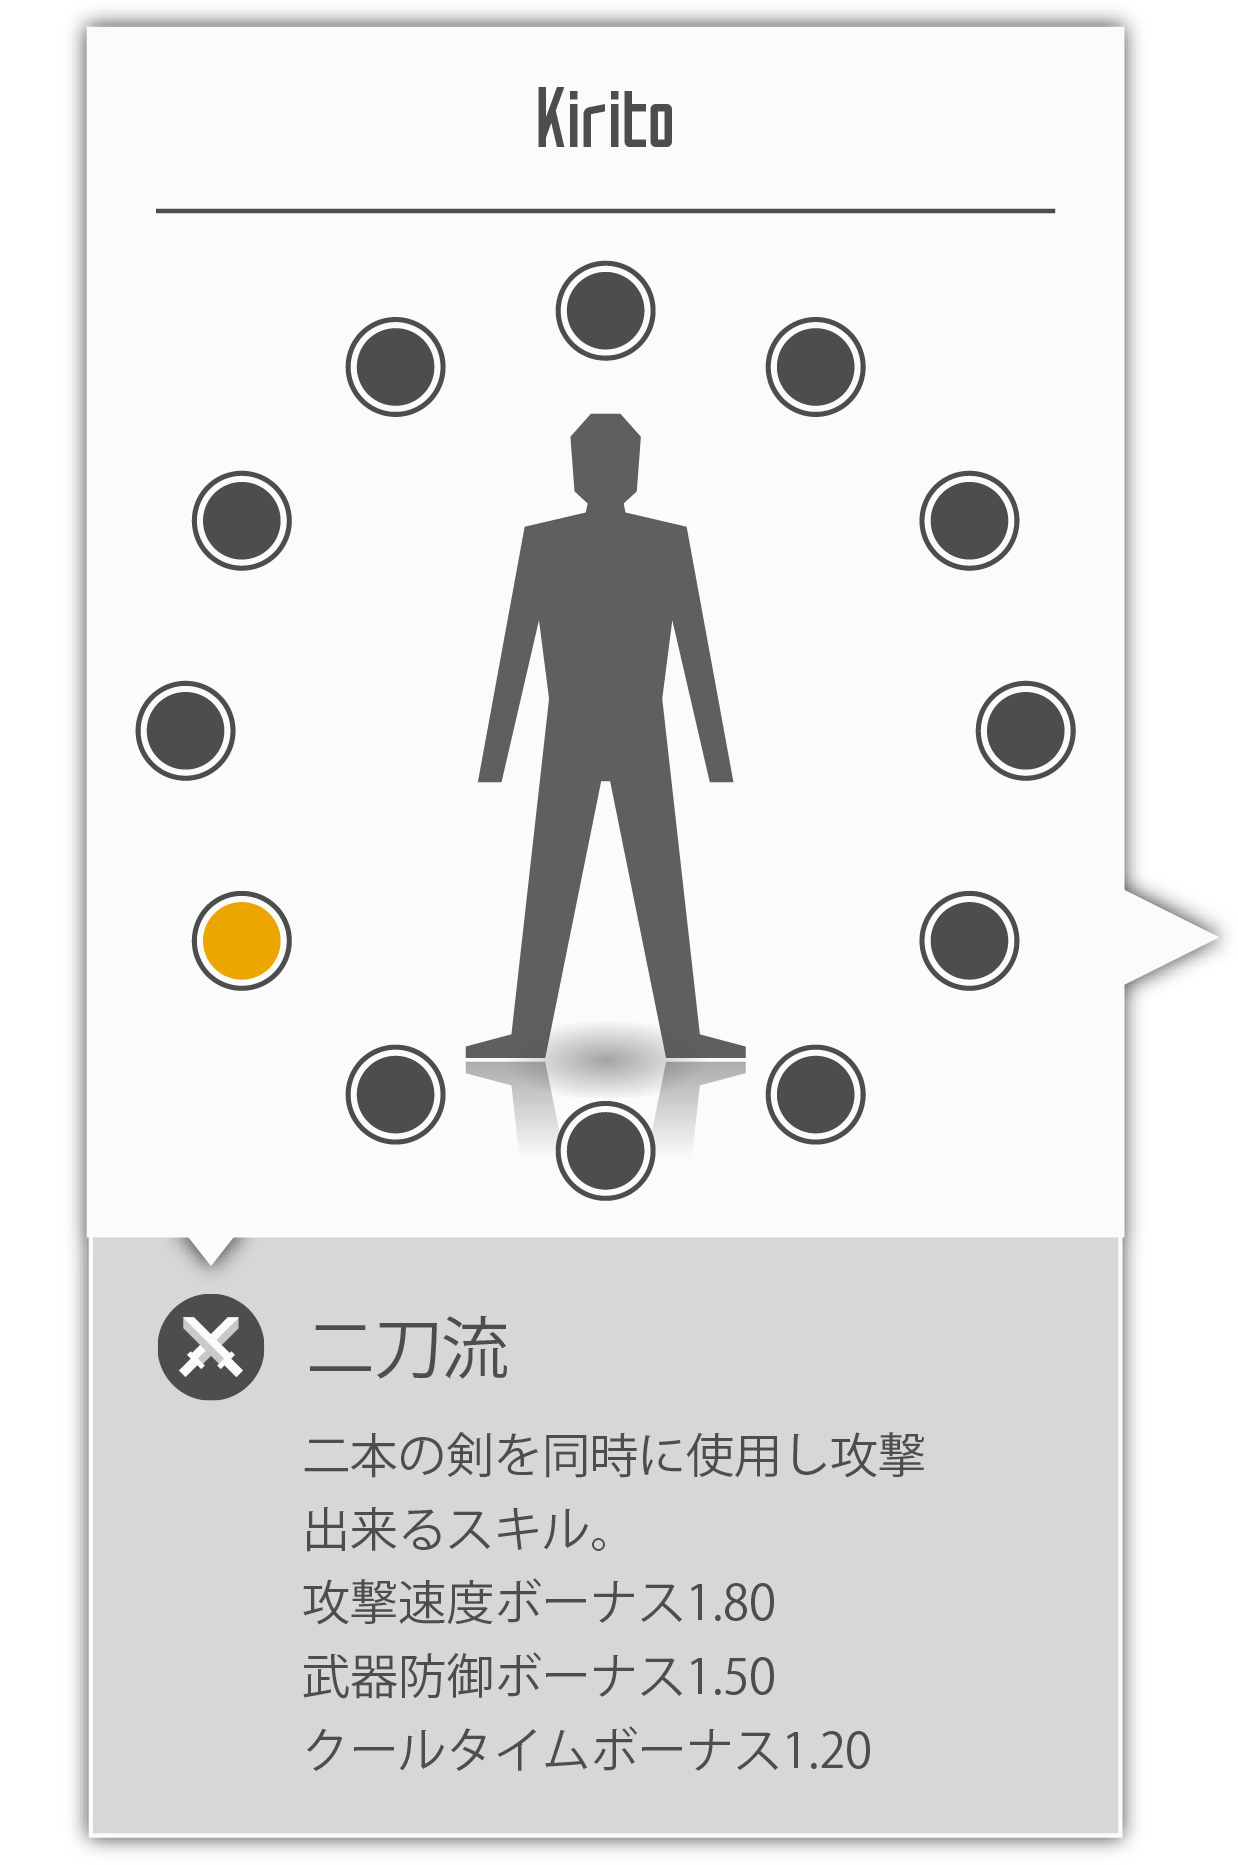 Kirito
二刀流
二本の剣を同時に使用し攻撃
出来るスキル。
攻撃速度ボーナス1.80
武器防御ボーナス1.50
クールタイムボーナス1.20